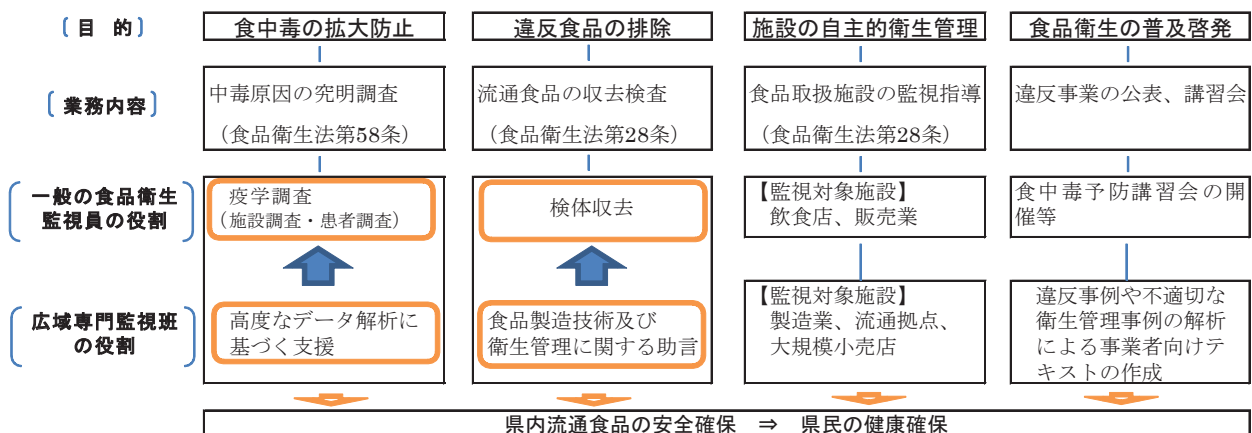 〔目 的〕
食中毒の拡大防止
違反食品の排除
施設の自主的衛生管理
食品衛生の普及啓発
〔業務内容〕
中毒原因の究明調査
（食品衛生法第58条）
流通食品の収去検査
（食品衛生法第28条）
食品取扱施設の監視指導
（食品衛生法第28条）
違反事業の公表、講習会
一般の食品衛生
監視員の役割
疫学調査
（施設調査・患者調査）
検体収去
【監視対象施設】
飲食店、販売業
食中毒予防講習会の開
催等
広域専門監視班
の役割
高度なデータ解析に
基づく支援
食品製造技術及び
衛生管理に関する助言
【監視対象施設】
製造業、流通拠点、
大規模小売店
違反事例や不適切な
衛生管理事例の解析
による事業者向けテ
キストの作成
県内流通食品の安全確保 ⇒ 県民の健康確保